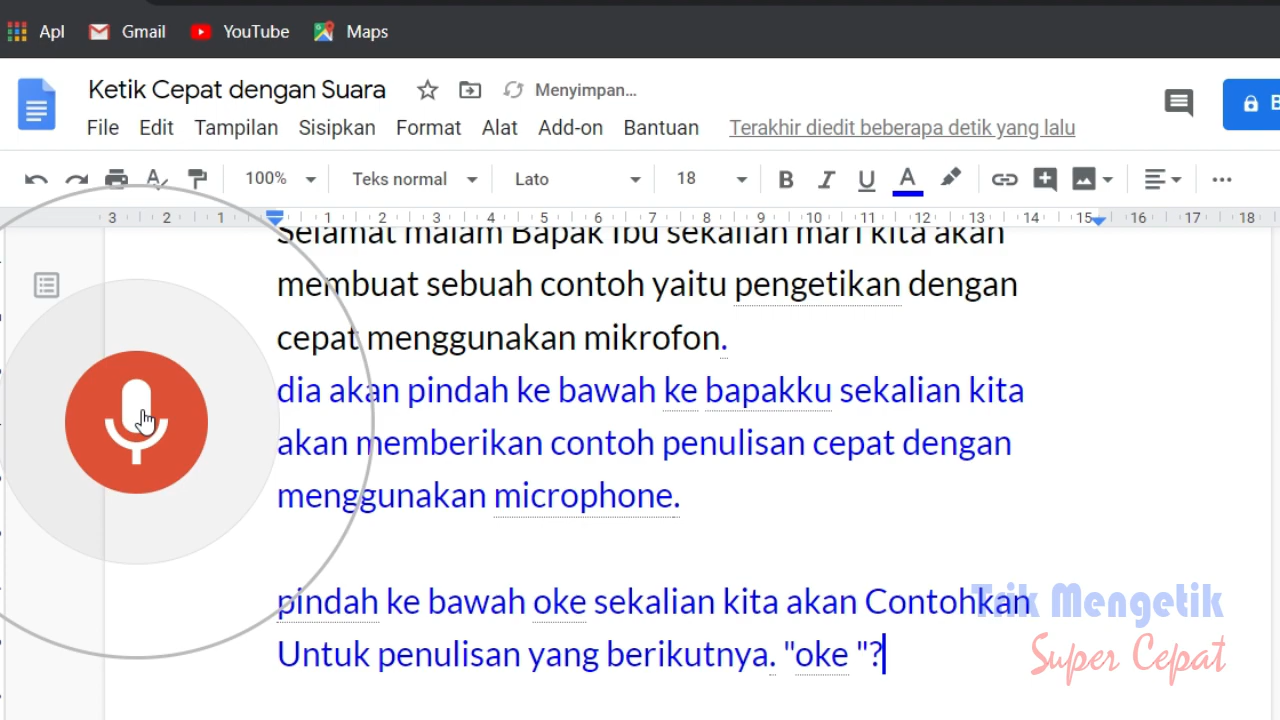 Apl Gmail YouTube Maps
Ketik Cepat dengan Suara Menyimpan...
File Edit Tampilan Sisipkan Format Alat Add-on Bantuan Terakhir diedit beberapa detik yang lalu
100% Teks normal Lato 18 B I U A
3 2 1 1 2 3 4 5 6 7 8 9 10 11 12 13 14 15 16 17 18
Selamat malam Bapak Ibu sekalian mari kita akan
membuat sebuah contoh yaitu pengetikan dengan
cepat menggunakan mikrofon.
dia akan pindah ke bawah ke bapakku sekalian kita
akan memberikan contoh penulisan cepat dengan
menggunakan microphone.
pindah ke bawah oke sekalian kita akan Contohkan
Untuk penulisan yang berikutnya. "oke "?
Trik Mengetik
Super Cepat